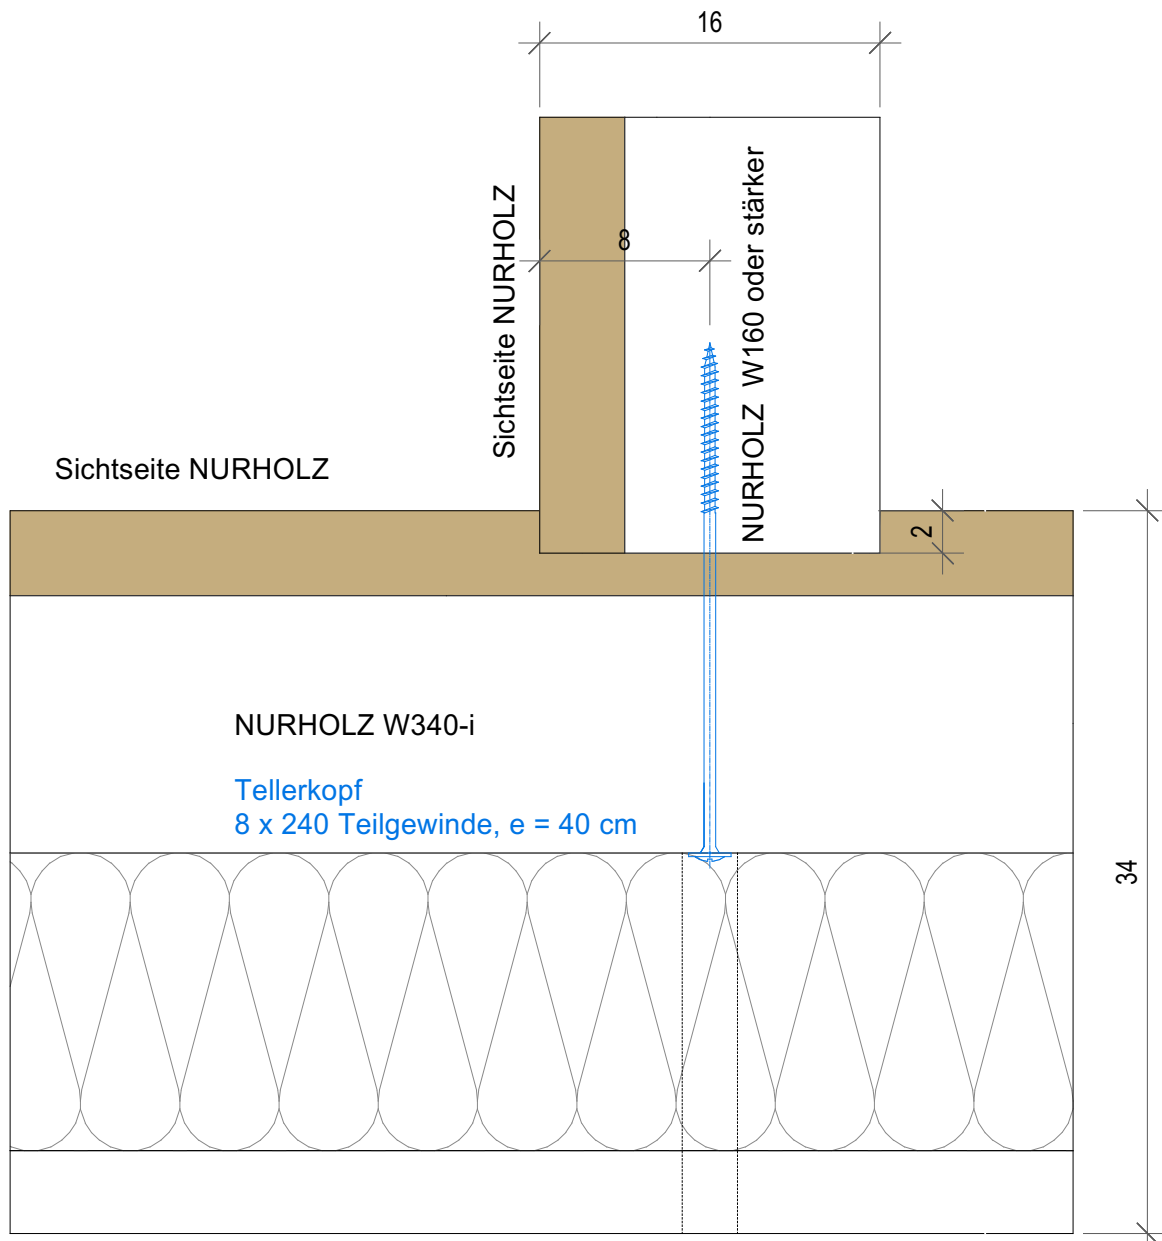 16
8
Sichtseite NURHOLZ
NURHOLZ W160 oder stärker
Sichtseite NURHOLZ
2
NURHOLZ W340-i
Tellerkopf
8 x 240 Teilgewinde, e = 40 cm
34